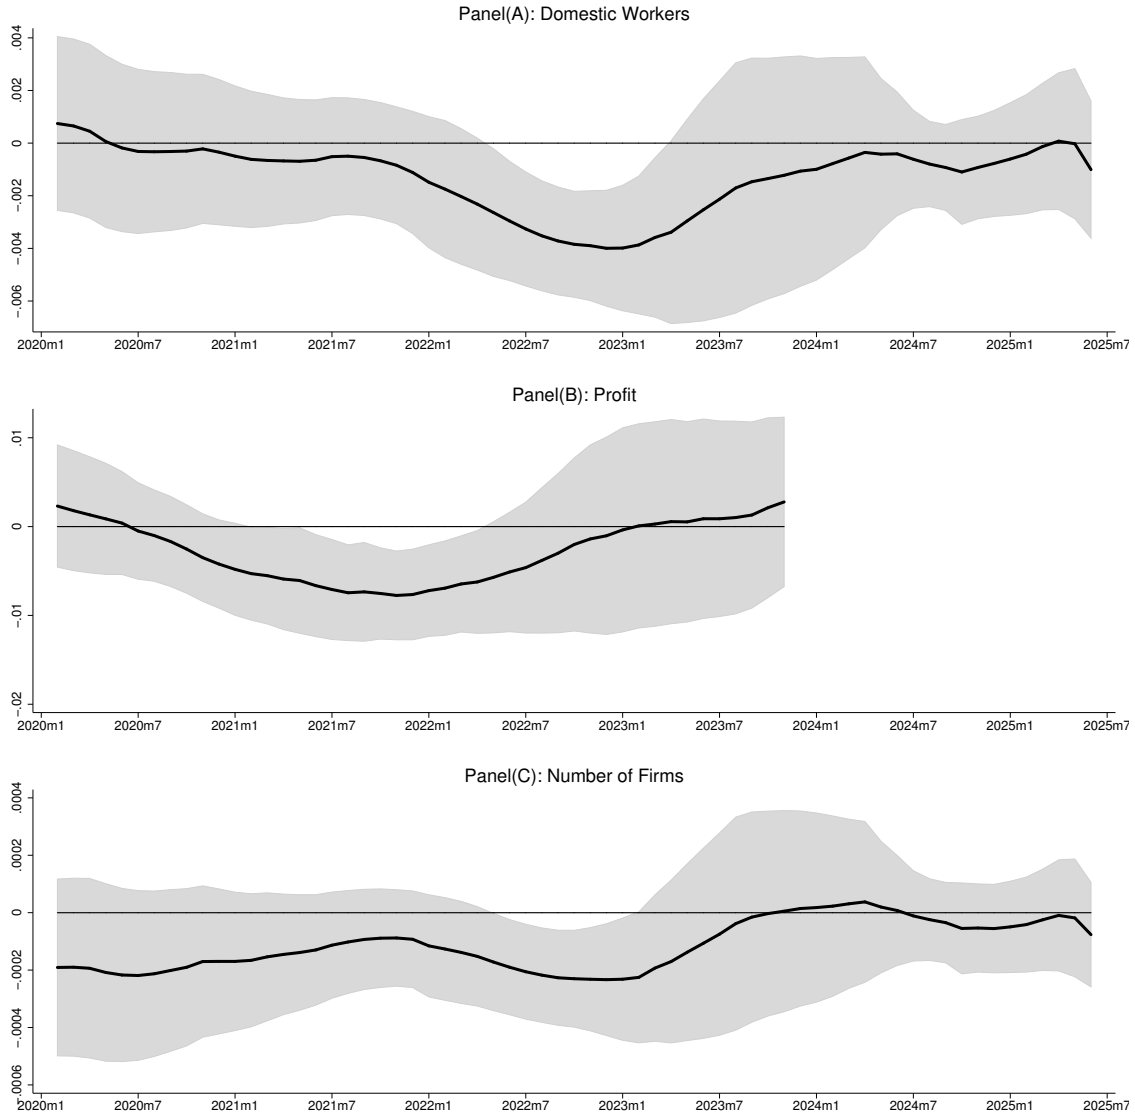 Panel(A): Domestic Workers
.004
.002
0
-.002
-.004
-.006
2020m1 2020m7 2021m1 2021m7 2022m1 2022m7 2023m1 2023m7 2024m1 2024m7 2025m1 2025m7
Panel(B): Profit
.01
0
-.01
-.02
2020m1 2020m7 2021m1 2021m7 2022m1 2022m7 2023m1 2023m7 2024m1 2024m7 2025m1 2025m7
Panel(C): Number of Firms
.0004
.0002
0
-.0002
-.0004
-.0006
2020m1 2020m7 2021m1 2021m7 2022m1 2022m7 2023m1 2023m7 2024m1 2024m7 2025m1 2025m7